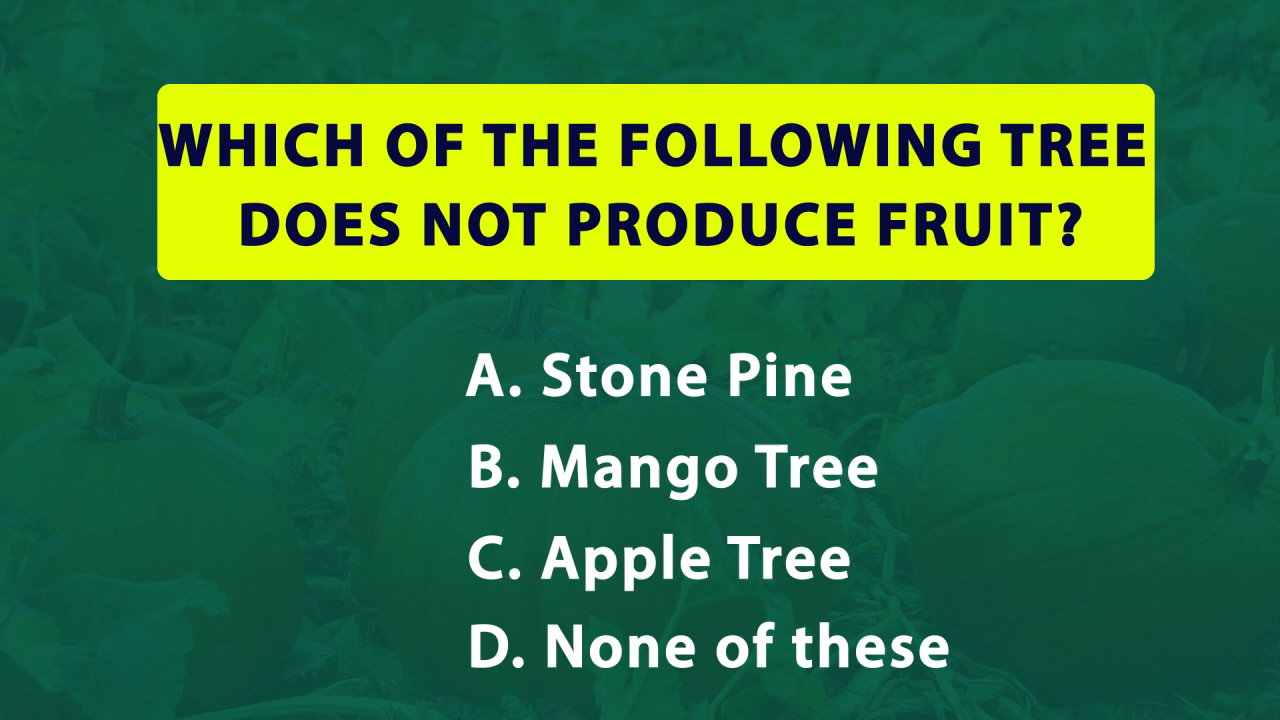 WHICH OF THE FOLLOWING TREE
DOES NOT PRODUCE FRUIT?
A. Stone Pine
B. Mango Tree
C. Apple Tree
D. None of these